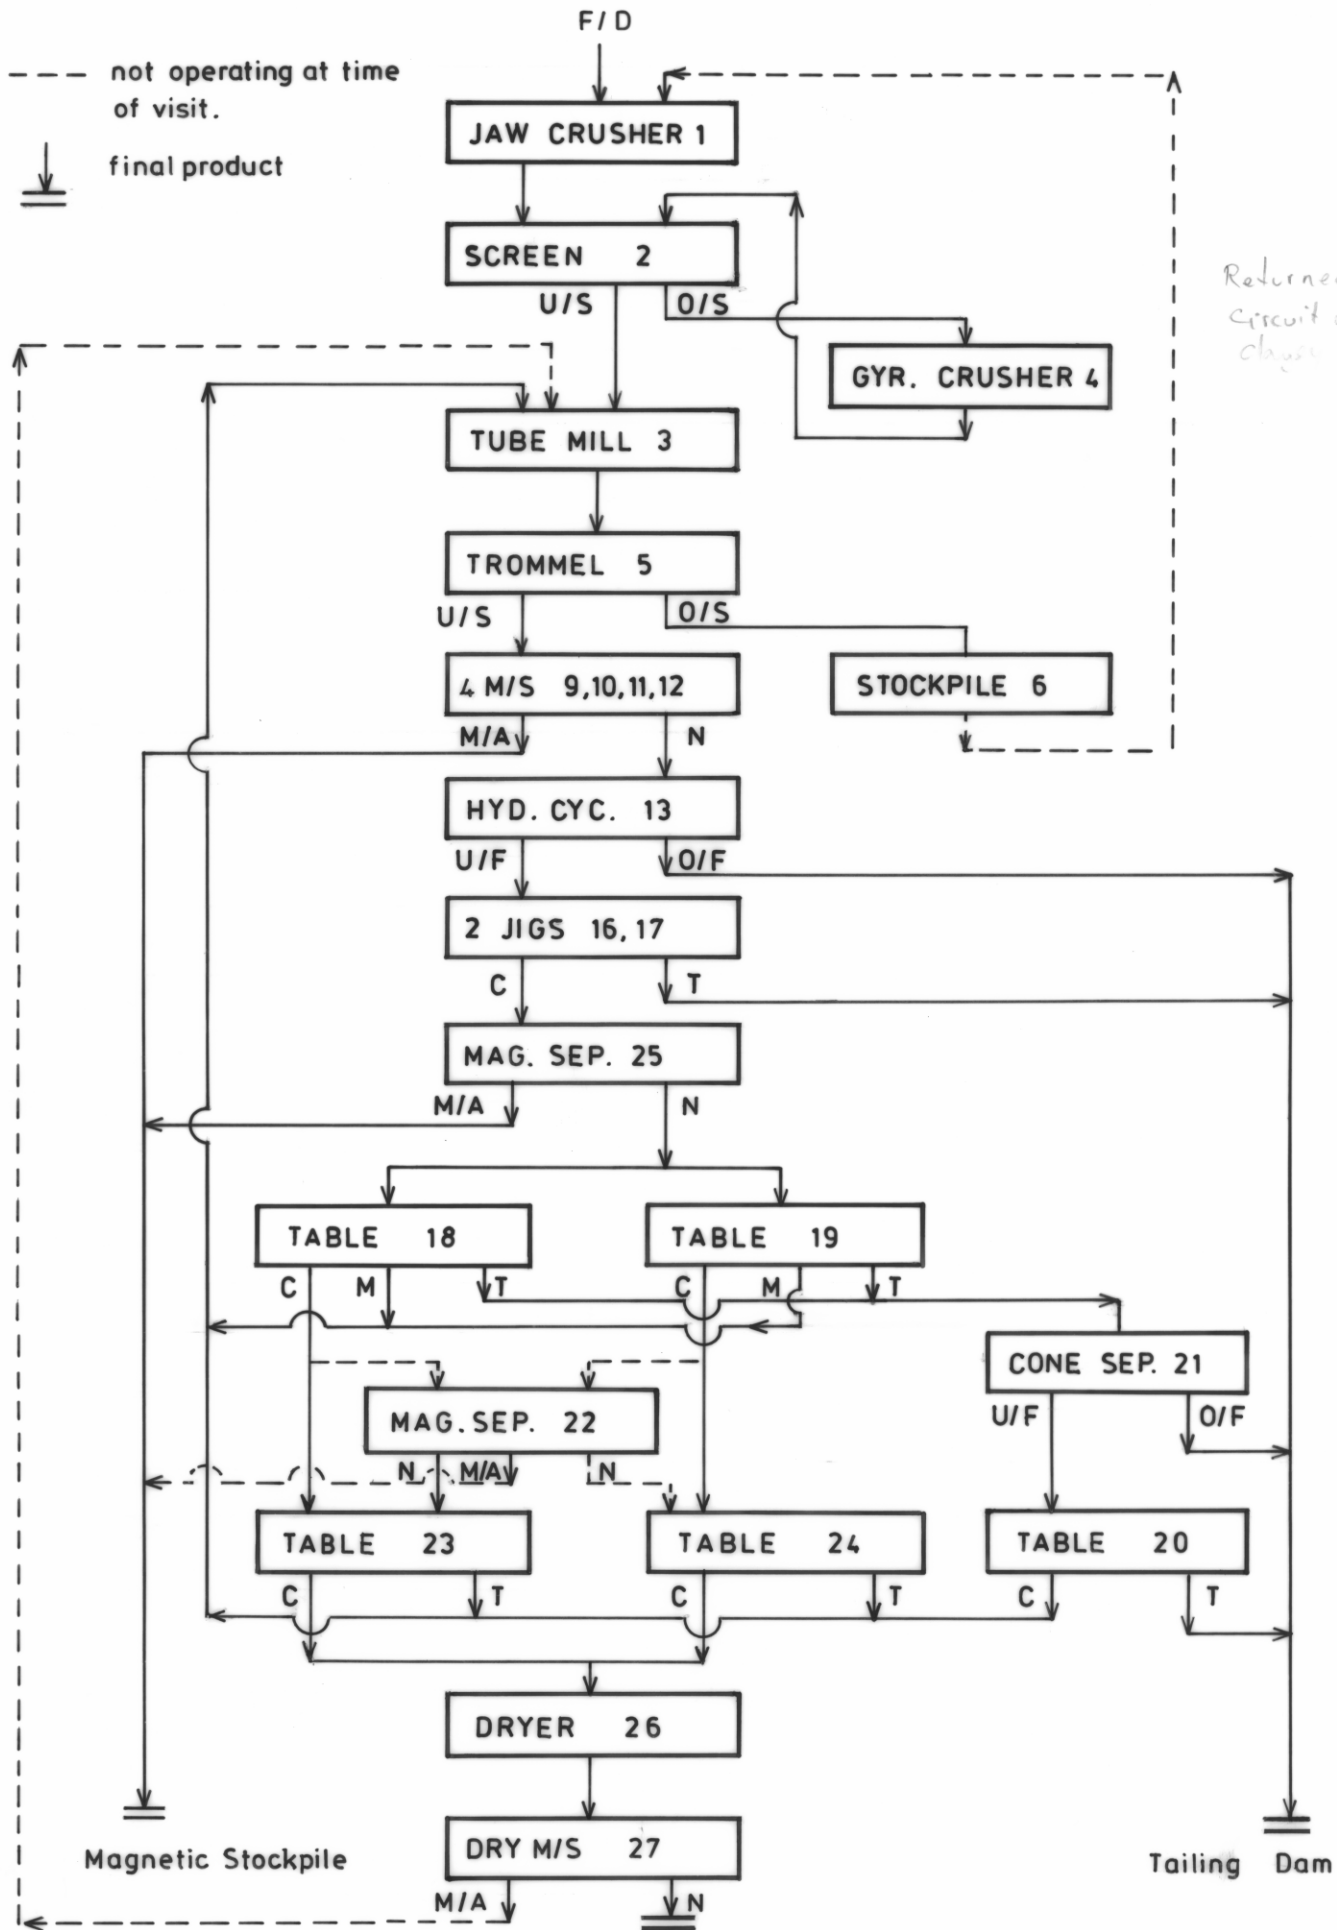 F/D
not operating at time
of visit.
final product
JAW CRUSHER 1
SCREEN 2
U/S O/S
Returne
Circuit
GYR. CRUSHER 4
TUBE MILL 3
TROMMEL 5
U/S O/S
4 M/S 9,10,11,12
STOCKPILE 6
M/A N
HYD. CYC. 13
U/F O/F
2 JIGS 16,17
C T
MAG. SEP. 25
M/A N
TABLE 18 TABLE 19
C M T C M T
CONE SEP. 21
MAG. SEP. 22
U/F O/F
N M/A N
TABLE 23 TABLE 24 TABLE 20
C T C T C T
DRYER 26
DRY M/S 27
Magnetic Stockpile
Tailing Dam
M/A N